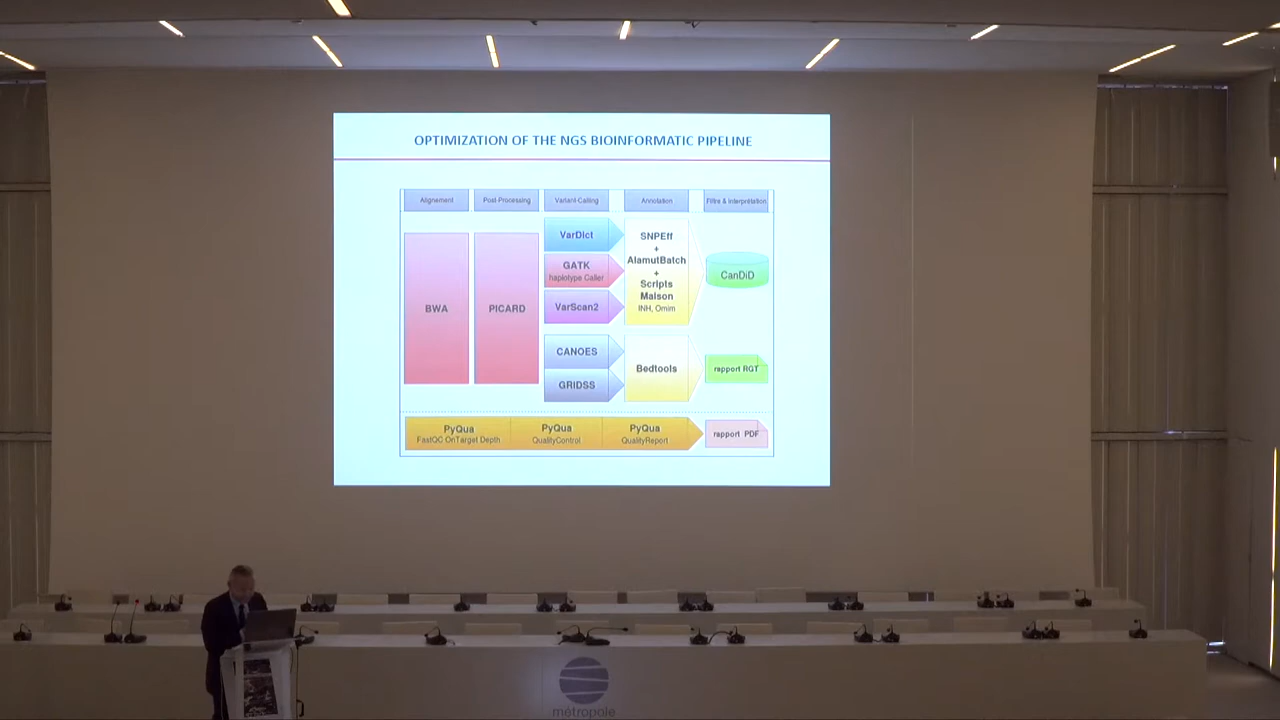 OPTIMIZATION OF THE NGS BIOINFORMATIC PIPELINE
Alignement
Post-Processing
Variant-Calling
Annotation
Filtre & Interprétation
BWA
PICARD
VarDict
GATK
haplotype Caller
VarScan2
CANOES
GRIDSS
SNPEff
+
AlamutBatch
+
Scripts
Maison
INH, Omim
Bedtools
CanDiD
rapport RGT
PyQua
FastQC OnTarget Depth
PyQua
QualityControl
PyQua
QualityReport
rapport PDF
métropole